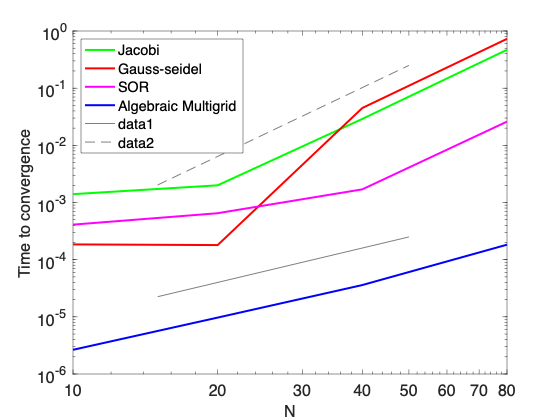 10^0
10^-1
10^-2
10^-3
10^-4
10^-5
10^-6
Time to convergence
Jacobi
Gauss-seidel
SOR
Algebraic Multigrid
data1
data2
10 20 30 40 50 60 70 80
N